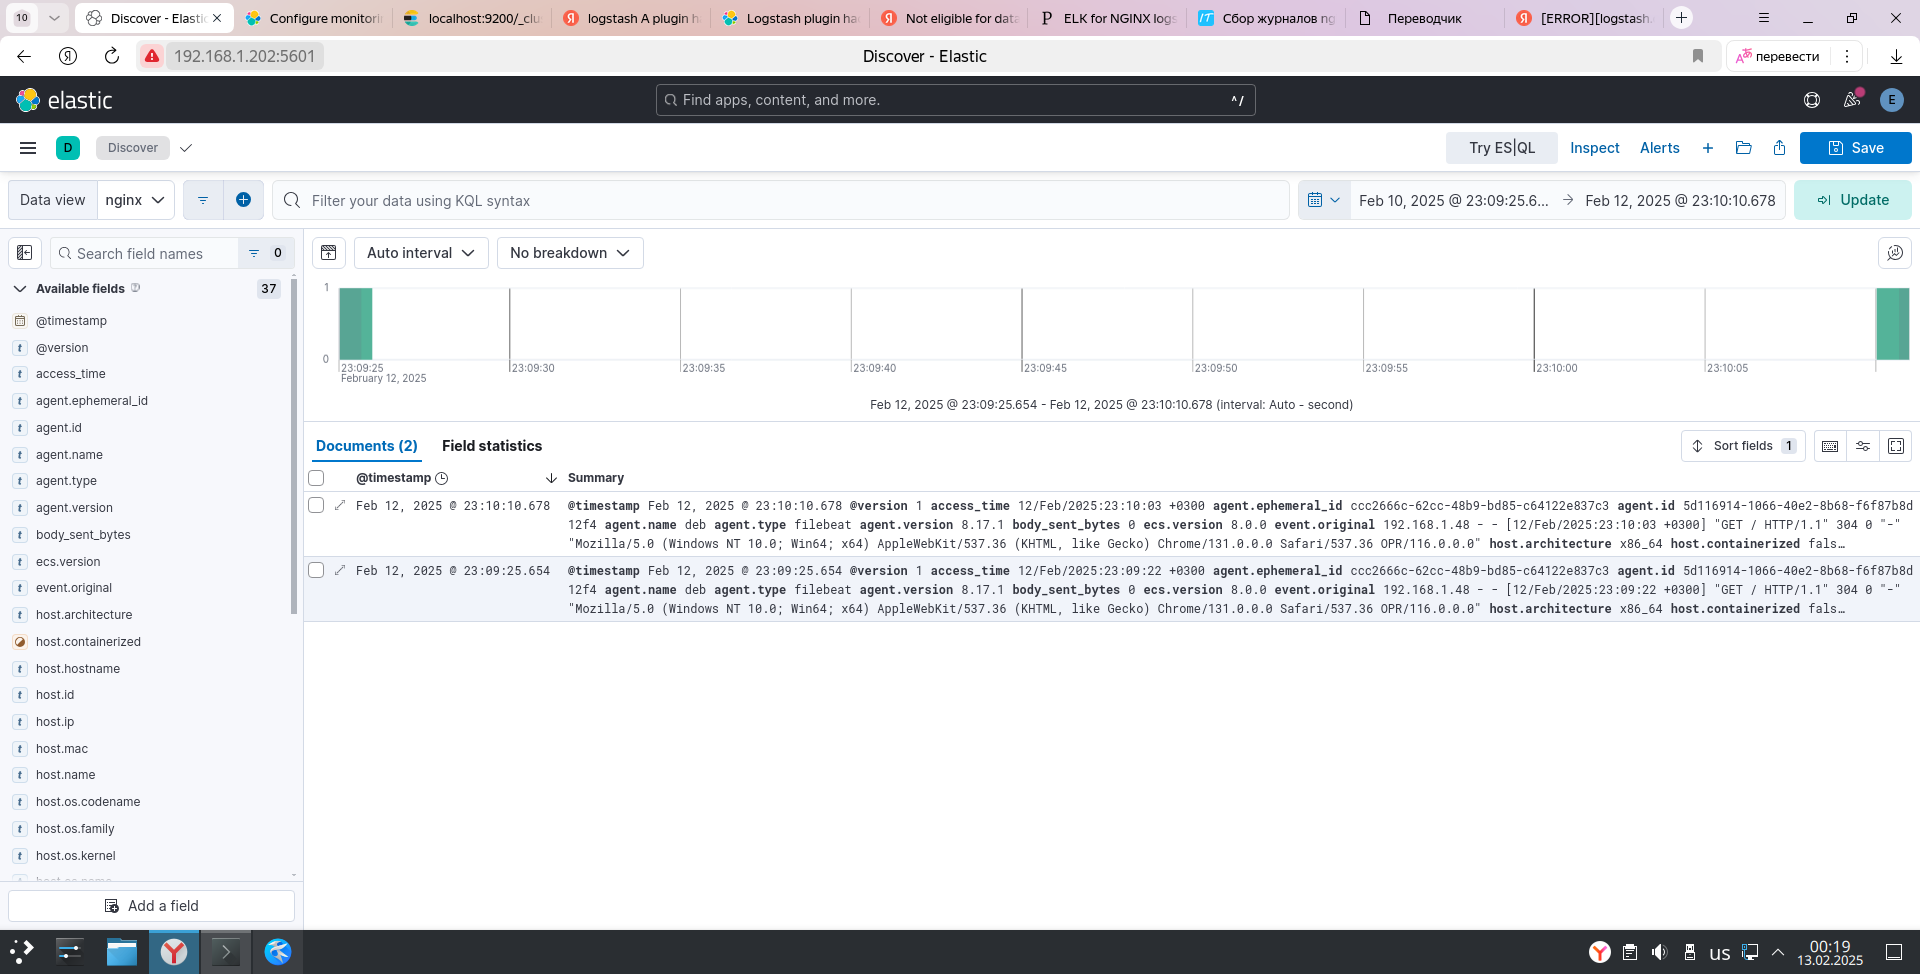 10
Discover - Elastic
Configure monitori
localhost:9200/_clu
logstash A plugin h
Logstash plugin ha
Not eligible for data
ELK for NGINX logs
Сбор журналов ng
Переводчик
[ERROR][logstash.
192.168.1.202:5601
Discover - Elastic
перевести
elastic
Find apps, content, and more.
^ /
E
D
Discover
Try ES|QL
Inspect
Alerts
Save
Data view
nginx
Filter your data using KQL syntax
Feb 10, 2025 @ 23:09:25.6...
Feb 12, 2025 @ 23:10:10.678
Update
Search field names
0
Auto interval
No breakdown
Available fields
37
@timestamp
@version
access_time
agent.ephemeral_id
agent.id
agent.name
agent.type
agent.version
body_sent_bytes
ecs.version
event.original
host.architecture
host.containerized
host.hostname
host.id
host.ip
host.mac
host.name
host.os.codename
host.os.family
host.os.kernel
Add a field
1
0
23:09:25
February 12, 2025
23:09:30
23:09:35
23:09:40
23:09:45
23:09:50
23:09:55
23:10:00
23:10:05
Feb 12, 2025 @ 23:09:25.654 - Feb 12, 2025 @ 23:10:10.678 (interval: Auto - second)
Documents (2)
Field statistics
Sort fields 1
@timestamp
Summary
Feb 12, 2025 @ 23:10:10.678
@timestamp Feb 12, 2025 @ 23:10:10.678 @version 1 access_time 12/Feb/2025:23:10:03 +0300 agent.ephemeral_id ccc2666c-62cc-48b9-bd85-c64122e837c3 agent.id 5d116914-1066-40e2-8b68-f6f87b8d
12f4 agent.name deb agent.type filebeat agent.version 8.17.1 body_sent_bytes 0 ecs.version 8.0.0 event.original 192.168.1.48 - - [12/Feb/2025:23:10:03 +0300] "GET / HTTP/1.1" 304 0 "-"
"Mozilla/5.0 (Windows NT 10.0; Win64; x64) AppleWebKit/537.36 (KHTML, like Gecko) Chrome/131.0.0.0 Safari/537.36 OPR/116.0.0.0" host.architecture x86_64 host.containerized fals…
Feb 12, 2025 @ 23:09:25.654
@timestamp Feb 12, 2025 @ 23:09:25.654 @version 1 access_time 12/Feb/2025:23:09:22 +0300 agent.ephemeral_id ccc2666c-62cc-48b9-bd85-c64122e837c3 agent.id 5d116914-1066-40e2-8b68-f6f87b8d
12f4 agent.name deb agent.type filebeat agent.version 8.17.1 body_sent_bytes 0 ecs.version 8.0.0 event.original 192.168.1.48 - - [12/Feb/2025:23:09:22 +0300] "GET / HTTP/1.1" 304 0 "-"
"Mozilla/5.0 (Windows NT 10.0; Win64; x64) AppleWebKit/537.36 (KHTML, like Gecko) Chrome/131.0.0.0 Safari/537.36 OPR/116.0.0.0" host.architecture x86_64 host.containerized fals…
us
00:19
13.02.2025